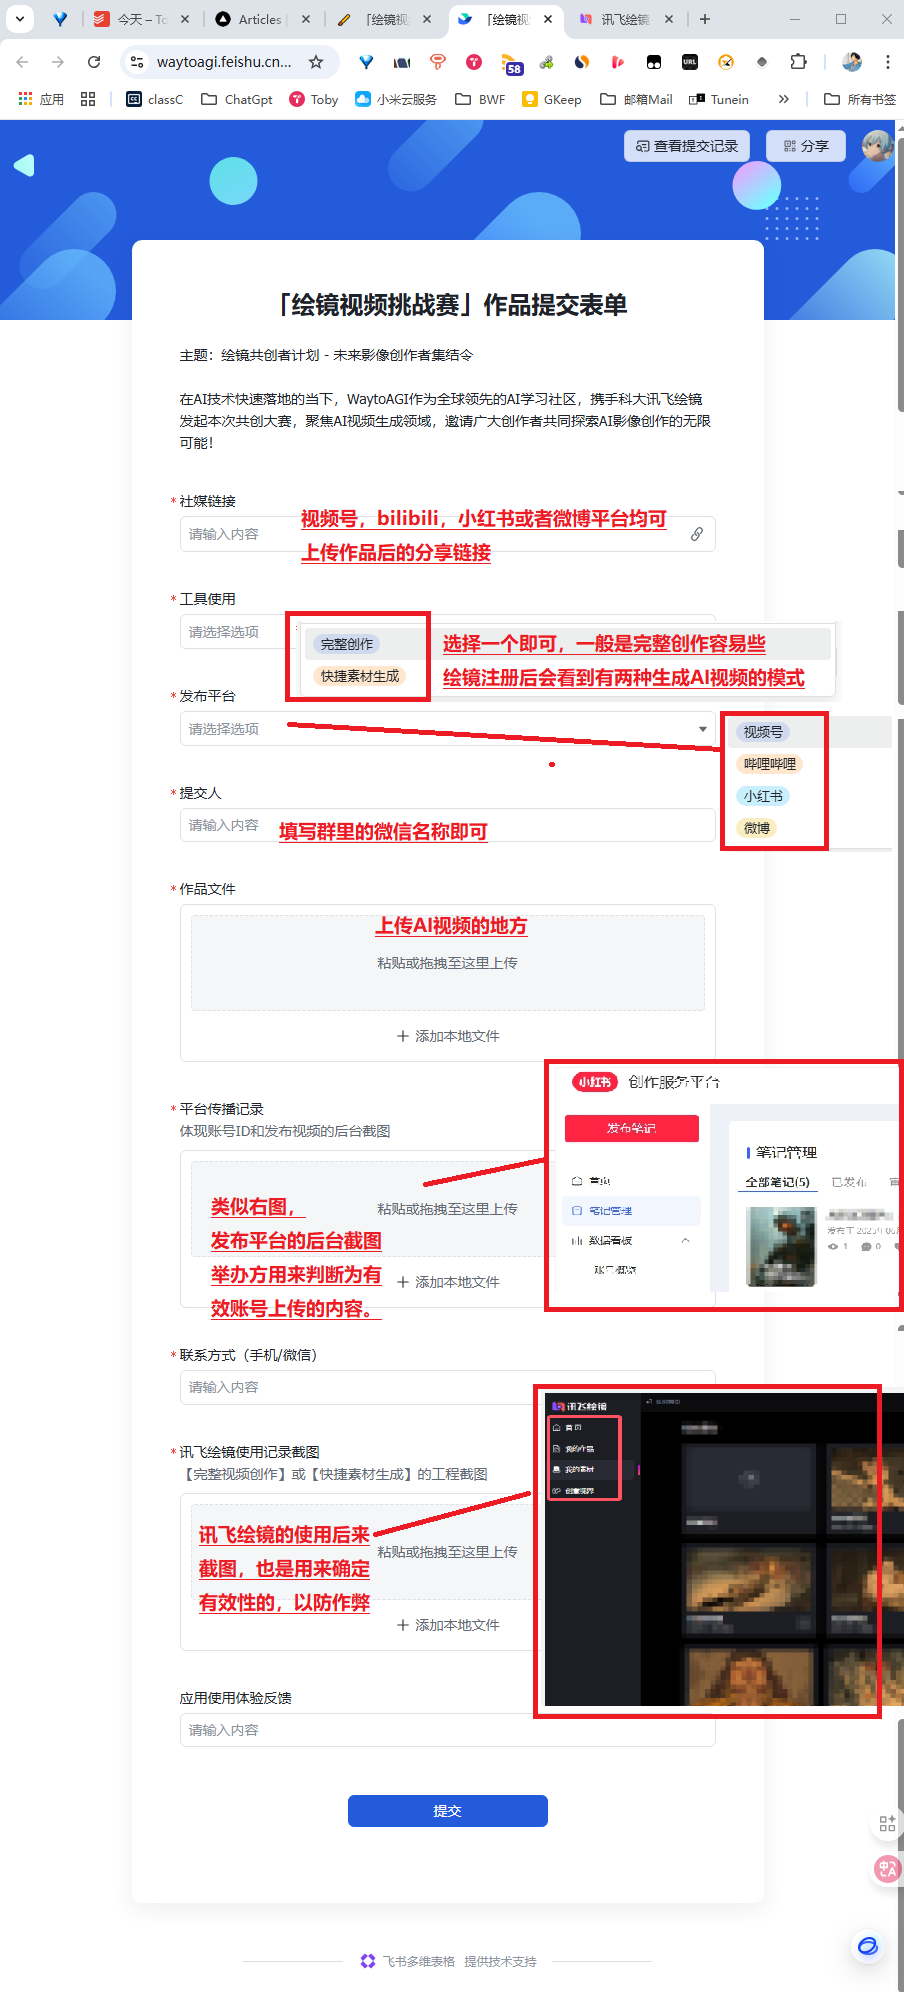 今天 – To
Articles
「绘镜视
「绘镜视
讯飞绘镜
waytoagi.feishu.cn...
58
URL
应用
classC
ChatGpt
Toby
小米云服务
BWF
GKeep
邮箱Mail
Tunein
所有书签
查看提交记录
分享
「绘镜视频挑战赛」作品提交表单
主题：绘镜共创者计划 - 未来影像创作者集结令
在AI技术快速落地的当下，WaytoAGI作为全球领先的AI学习社区，携手科大讯飞绘镜
发起本次共创大赛，聚焦AI视频生成领域，邀请广大创作者共同探索AI影像创作的无限
可能！
* 社媒链接
请输入内容
视频号，bilibili，小红书或者微博平台均可
上传作品后的分享链接
* 工具使用
请选择选项
完整创作
快捷素材生成
选择一个即可，一般是完整创作容易些
绘镜注册后会看到有两种生成AI视频的模式
* 发布平台
请选择选项
视频号
哔哩哔哩
小红书
微博
* 提交人
请输入内容
填写群里的微信名称即可
* 作品文件
上传AI视频的地方
粘贴或拖拽至这里上传
添加本地文件
* 平台传播记录
体现账号ID和发布视频的后台截图
粘贴或拖拽至这里上传
添加本地文件
类似右图，
发布平台的后台截图
举办方用来判断为有
效账号上传的内容。
小红书
创作服务平台
发布笔记
首页
笔记管理
数据看板
账号概览
笔记管理
全部笔记(5)
已发布
发布于 2025年06月
1
0
* 联系方式（手机/微信）
请输入内容
* 讯飞绘镜使用记录截图
【完整视频创作】或【快捷素材生成】的工程截图
粘贴或拖拽至这里上传
添加本地文件
讯飞绘镜的使用后来
截图，也是用来确定
有效性的，以防作弊
讯飞绘镜
首页
我的作品
我的素材
创意视界
应用使用体验反馈
请输入内容
提交
飞书多维表格 提供技术支持